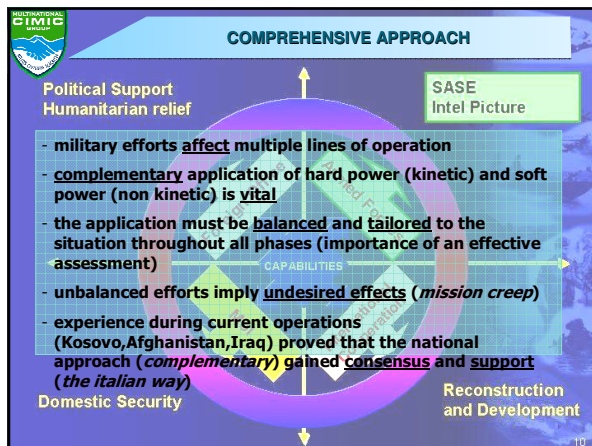 MULTINATIONAL
CIMIC
GROUP
COMPREHENSIVE APPROACH
Political Support
Humanitarian relief
SASE
Intel Picture
- military efforts affect multiple lines of operation
- complementary application of hard power (kinetic) and soft
power (non kinetic) is vital
- the application must be balanced and tailored to the
situation throughout all phases (importance of an effective
assessment)
CAPABILITIES
- unbalanced efforts imply undesired effects (mission creep)
- experience during current operations
(Kosovo,Afghanistan,Iraq) proved that the national
approach (complementary) gained consensus and support
(the italian way)
Domestic Security
Reconstruction
and Development
10